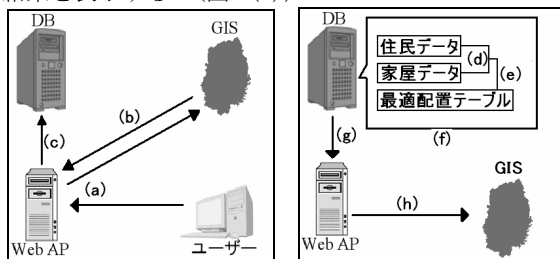 DB
GIS
(b)
(c)
(a)
Web AP
ユーザー
DB
住民データ
(d)
家屋データ
(e)
最適配置テーブル
(f)
(g)
GIS
(h)
Web AP